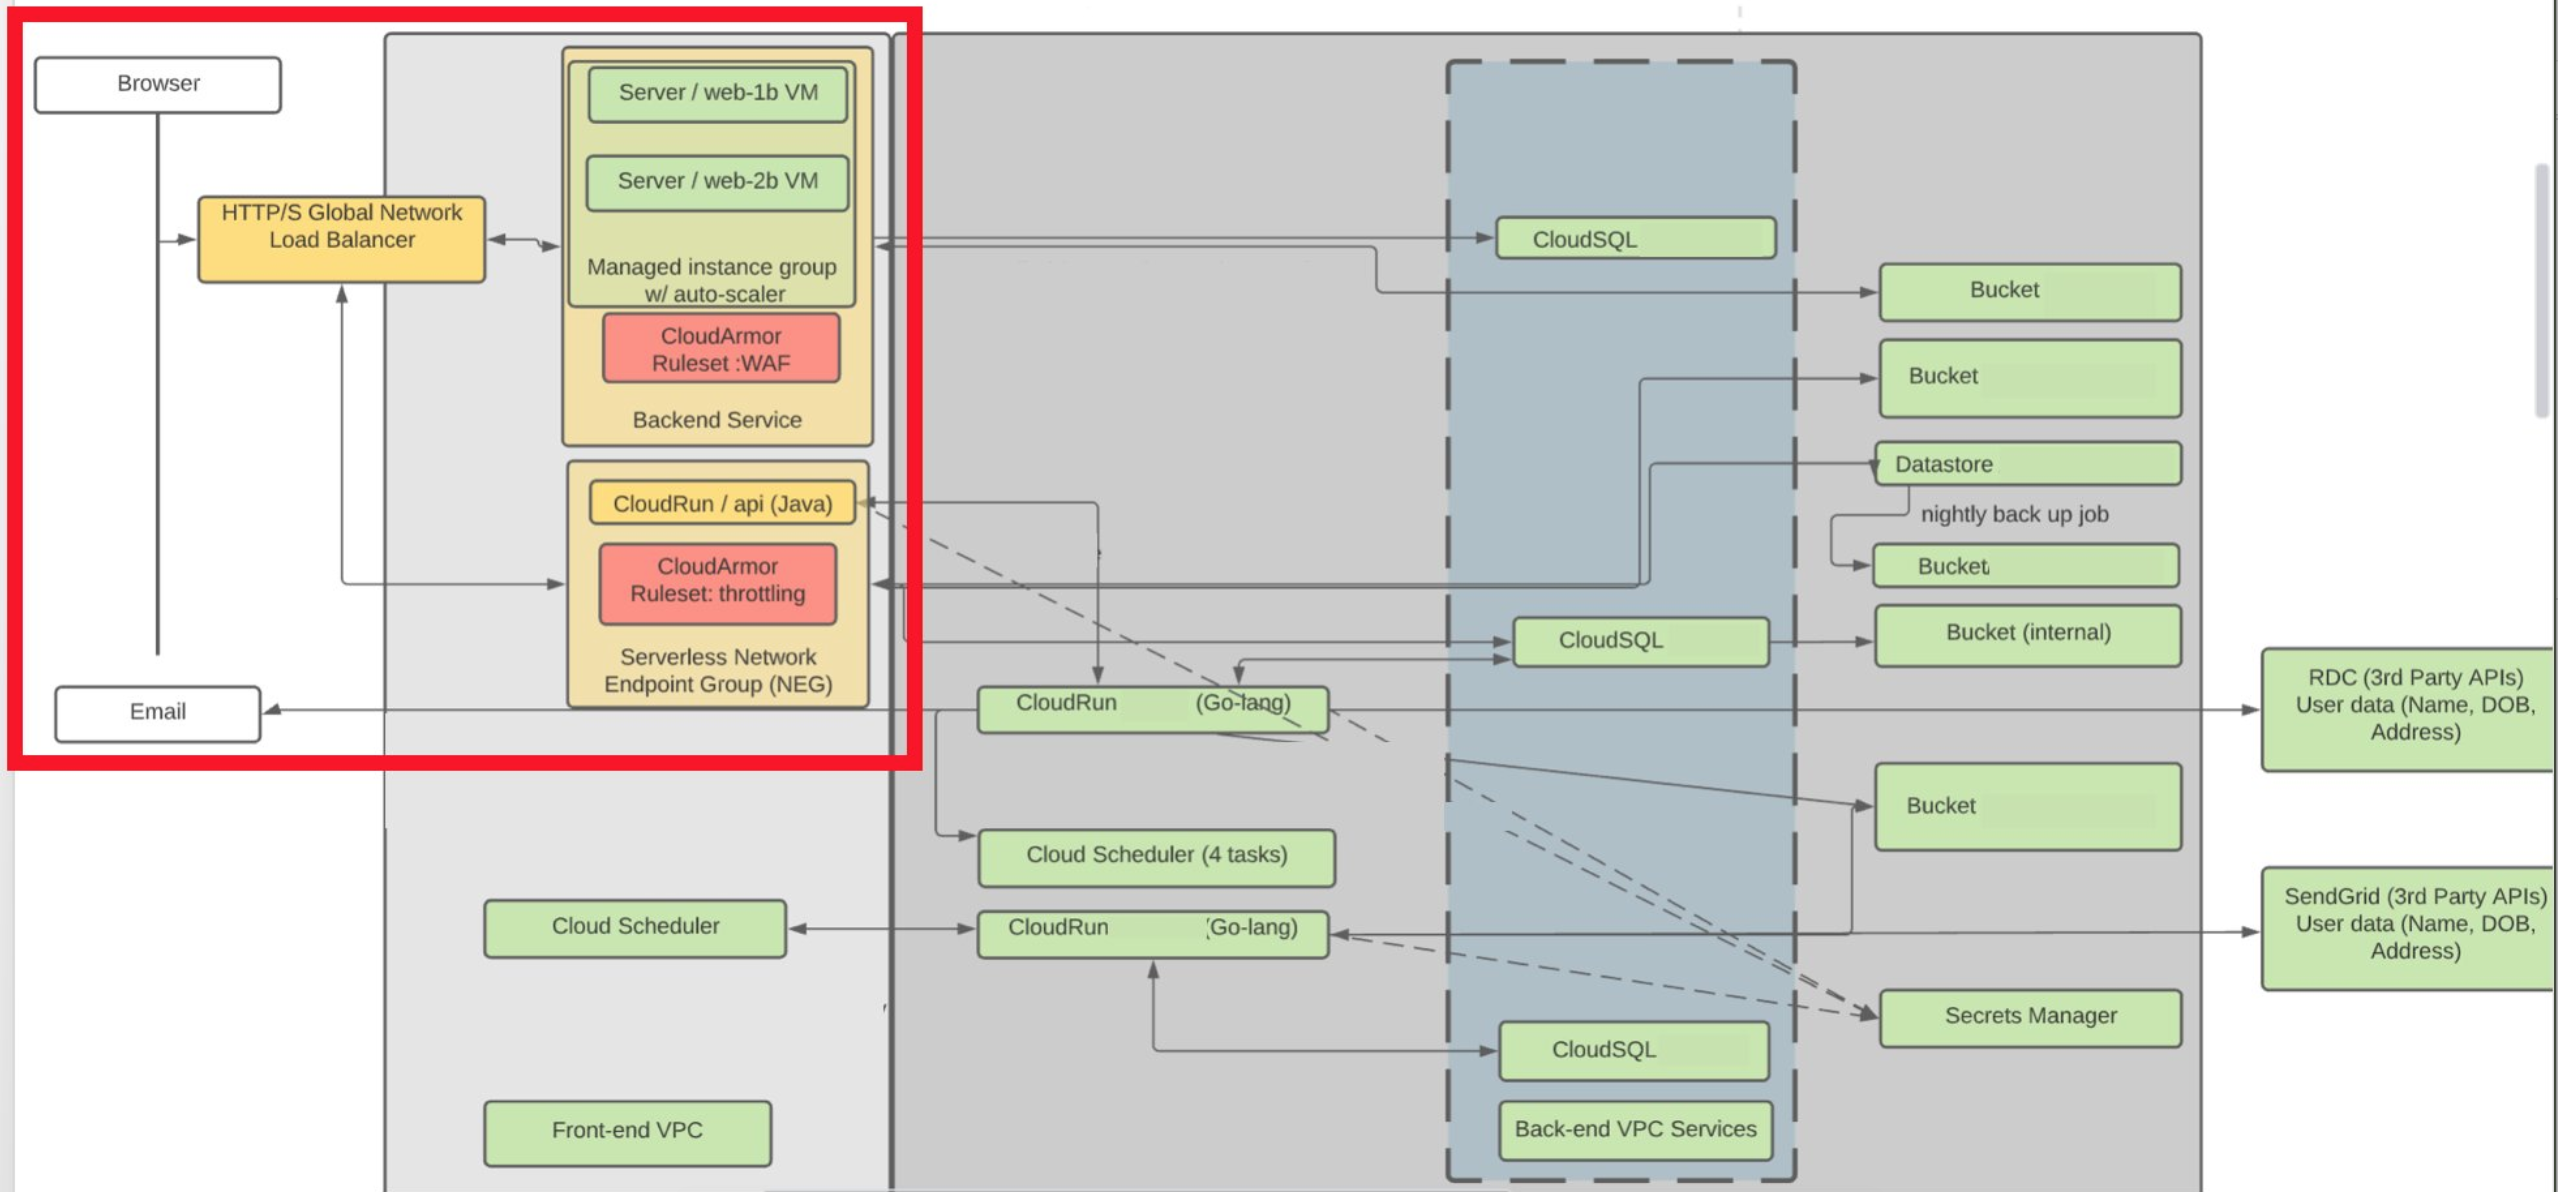 Browser
HTTP/S Global Network
Load Balancer
Email
Server / web-1b VM
Server / web-2b VM
Managed instance group
w/ auto-scaler
CloudArmor
Ruleset :WAF
Backend Service
CloudRun / api (Java)
CloudArmor
Ruleset: throttling
Serverless Network
Endpoint Group (NEG)
Cloud Scheduler
Front-end VPC
CloudRun (Go-lang)
Cloud Scheduler (4 tasks)
CloudRun (Go-lang)
CloudSQL
CloudSQL
CloudSQL
Back-end VPC Services
Bucket
Bucket
Datastore
nightly back up job
Bucket
Bucket (internal)
Bucket
Secrets Manager
RDC (3rd Party APIs)
User data (Name, DOB,
Address)
SendGrid (3rd Party APIs)
User data (Name, DOB,
Address)